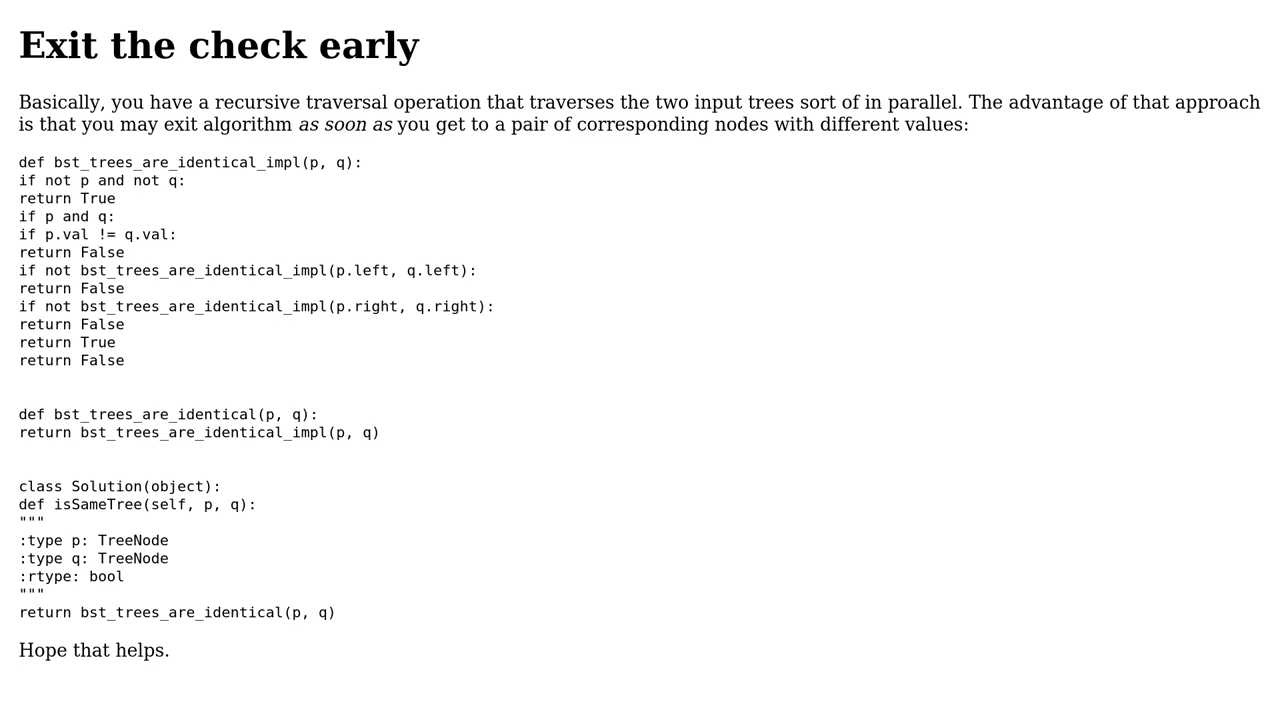 Exit the check early
Basically, you have a recursive traversal operation that traverses the two input trees sort of in parallel. The advantage of that approach
is that you may exit algorithm as soon as you get to a pair of corresponding nodes with different values:
def bst_trees_are_identical_impl(p, q):
if not p and not q:
return True
if p and q:
if p.val != q.val:
return False
if not bst_trees_are_identical_impl(p.left, q.left):
return False
if not bst_trees_are_identical_impl(p.right, q.right):
return False
return True
return False
def bst_trees_are_identical(p, q):
return bst_trees_are_identical_impl(p, q)
class Solution(object):
def isSameTree(self, p, q):
"""
:type p: TreeNode
:type q: TreeNode
:rtype: bool
"""
return bst_trees_are_identical(p, q)
Hope that helps.